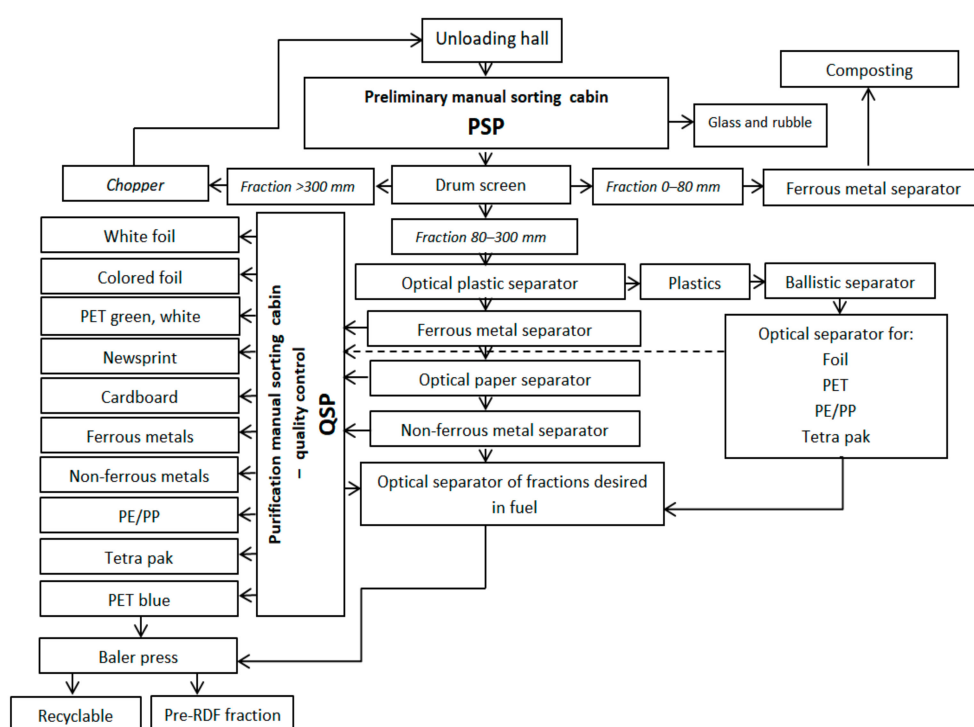 Unloading hall
Composting
Preliminary manual sorting cabin
PSP
Glass and rubble
Chopper
Fraction >300 mm
Drum screen
Fraction 0–80 mm
Ferrous metal separator
White foil
Fraction 80–300 mm
Colored foil
Optical plastic separator
Plastics
Ballistic separator
PET green, white
Ferrous metal separator
Optical separator for:
Foil
PET
PE/PP
Tetra pak
Newsprint
Optical paper separator
Cardboard
Non-ferrous metal separator
Ferrous metals
Purification manual sorting cabin
– quality control
QSP
Non-ferrous metals
Optical separator of fractions desired
in fuel
PE/PP
Tetra pak
PET blue
Baler press
Recyclable
Pre-RDF fraction